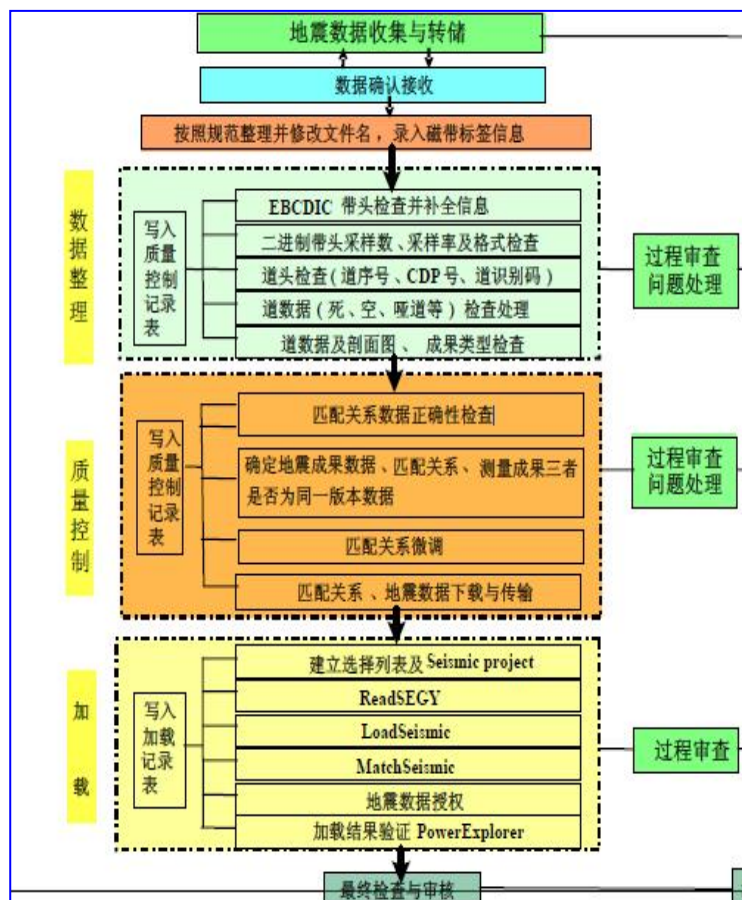 地震数据收集与转储
数据确认接收
按照规范整理并修改文件名，录入磁带标签信息
数据整理
写入
质量
控制
记录
表
EBCDIC 带头检查并补全信息
二进制带头采样数、采样率及格式检查
道头检查（道序号、CDP号、道识别码）
道数据（死、空、哑道等）检查处理
道数据及剖面图、 成果类型检查
过程审查
问题处理
质量控制
写入
质量
控制
记录
表
匹配关系数据正确性检查
确定地震成果数据、匹配关系、测量成果三者
是否为同一版本数据
匹配关系微调
匹配关系、地震数据下载与传输
过程审查
问题处理
加载
写入
加载
记录
表
建立选择列表及Seismic project
ReadSEGY
LoadSeismic
MatchSeismic
地震数据授权
加载结果验证 PowerExplorer
过程审查
最终检查与审核